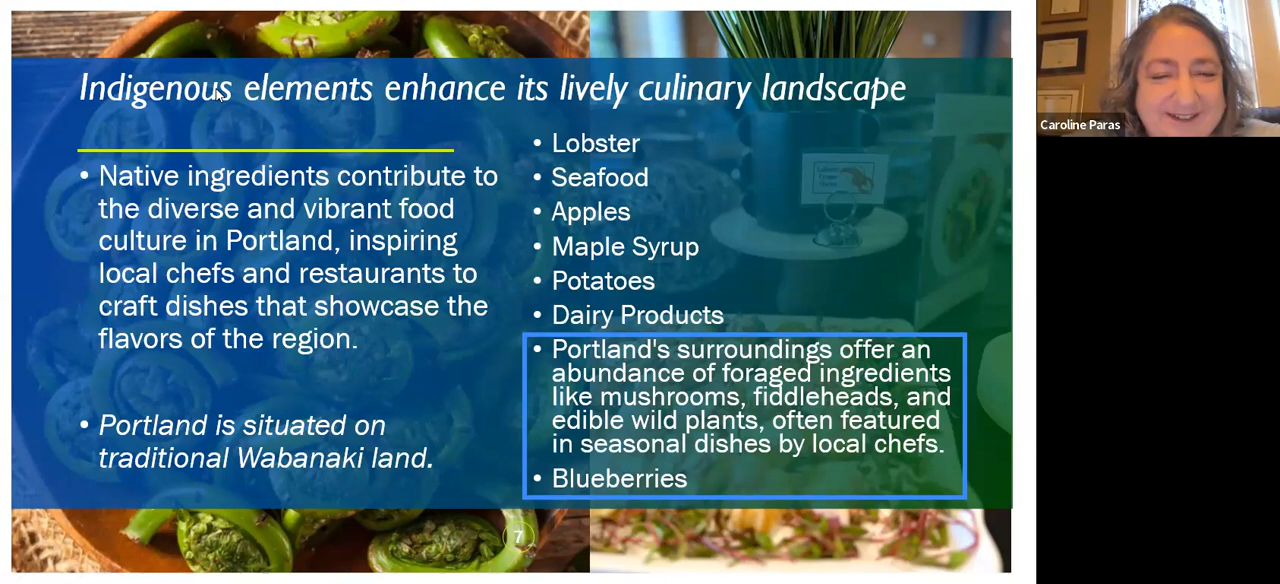 Indigenous elements enhance its lively culinary landscape
• Native ingredients contribute to
the diverse and vibrant food
culture in Portland, inspiring
local chefs and restaurants to
craft dishes that showcase the
flavors of the region.
• Portland is situated on
traditional Wabanaki land.
• Lobster
• Seafood
• Apples
• Maple Syrup
• Potatoes
• Dairy Products
• Portland's surroundings offer an
abundance of foraged ingredients
like mushrooms, fiddleheads, and
edible wild plants, often featured
in seasonal dishes by local chefs.
• Blueberries
7
Caroline Paras